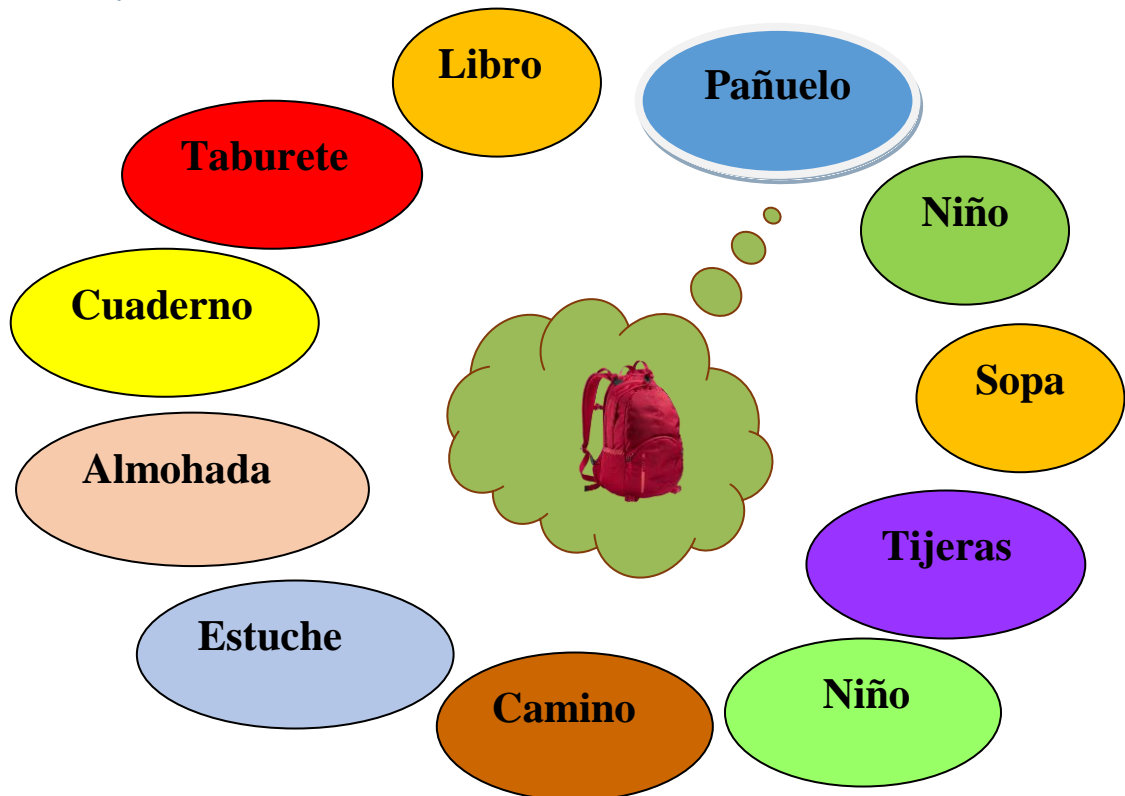 Libro
Pañuelo
Taburete
Niño
Cuaderno
Sopa
Almohada
Tijeras
Estuche
Niño
Camino